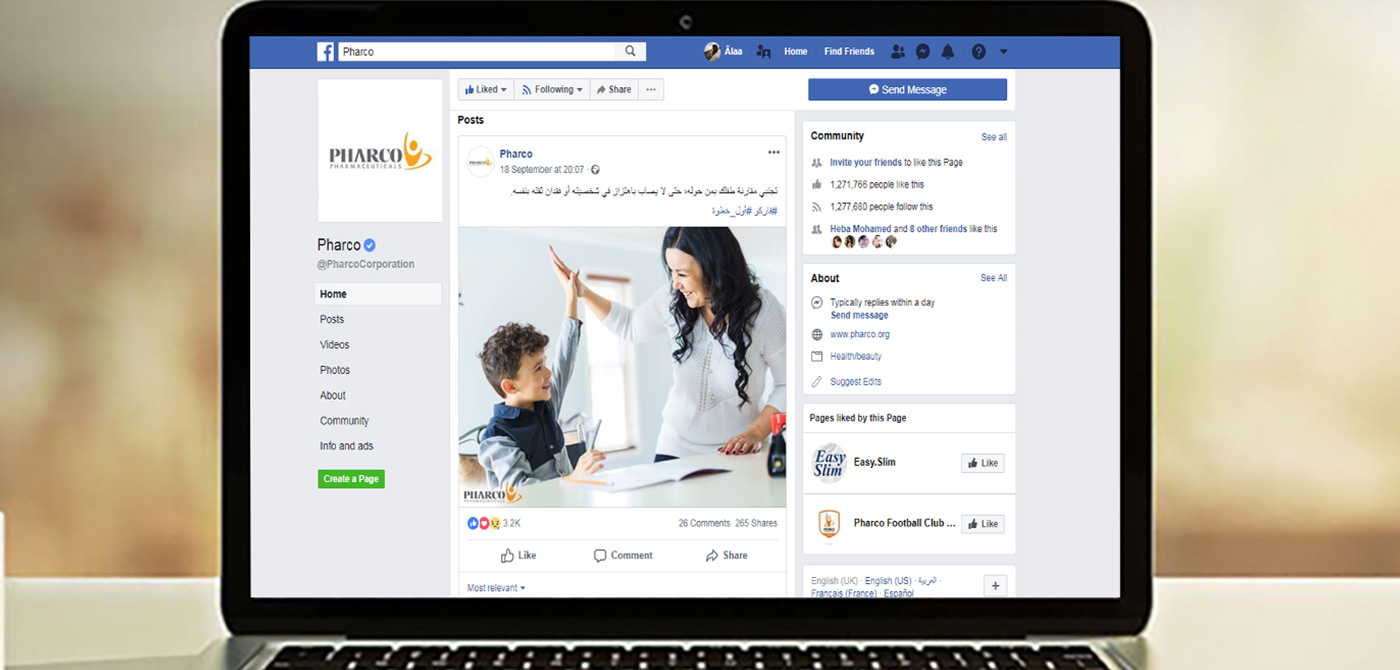 Pharco
Älaa
Home
Find Friends
PHARCO
PHARMACEUTICALS
Pharco
@PharcoCorporation
Home
Posts
Videos
Photos
About
Community
Info and ads
Create a Page
Liked
Following
Share
Send Message
Posts
Pharco
18 September at 20:07 ·
تجنبي مقارنة طفلك بمن حوله؛ حتى لا يصاب باهتزاز في شخصيته أو فقدان ثقته بنفسه.
#فاركو #أول_خطوة
PHARCO
PHARMACEUTICALS
3.2K
26 Comments 265 Shares
Like
Comment
Share
Most relevant
Community
See all
Invite your friends to like this Page
1,271,766 people like this
1,277,680 people follow this
Heba Mohamed and 8 other friends like this
About
See All
Typically replies within a day
Send message
www.pharco.org
Health/beauty
Suggest Edits
Pages liked by this Page
Easy Slim
Easy.Slim
Like
Pharco Football Club ...
Like
English (UK) · English (US) · العربية ·
Français (France) · Español